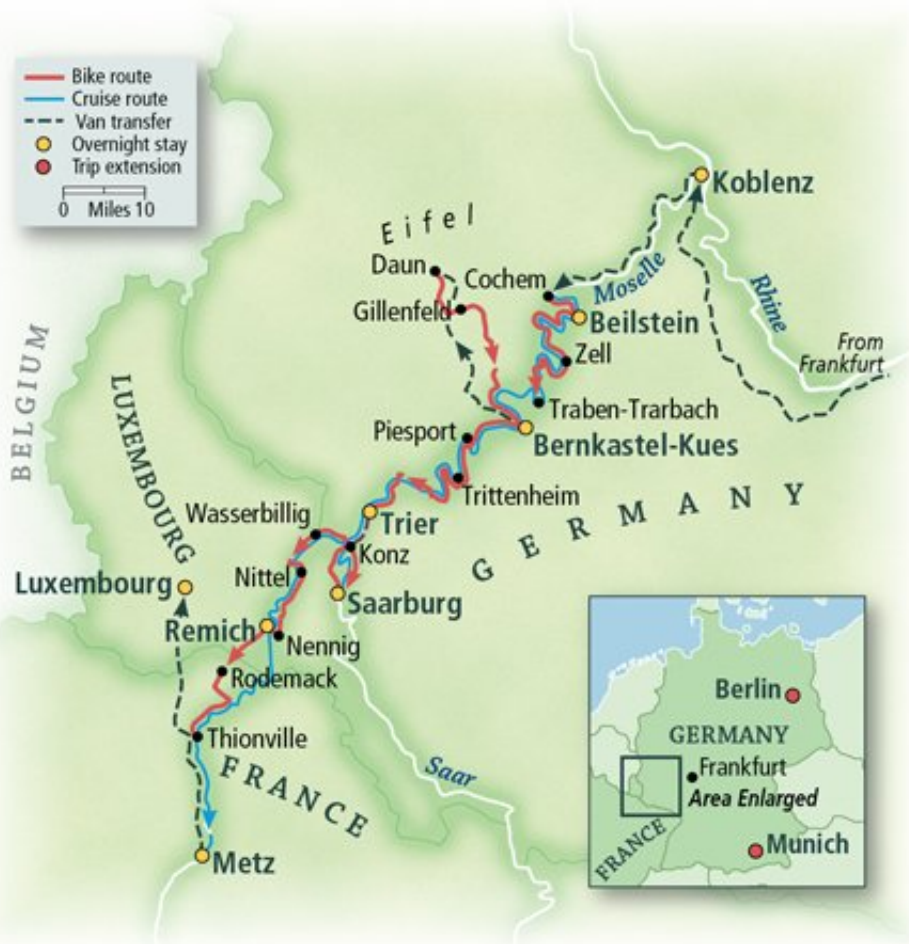 Bike route
Cruise route
Van transfer
Overnight stay
Trip extension
0 Miles 10
Koblenz
Eifel
Daun
Cochem
Moselle
Rhine
Gillenfeld
Beilstein
From
Frankfurt
Zell
BELGIUM
LUXEMBOURG
Traben-Trarbach
Piesport
Bernkastel-Kues
Trittenheim
GERMANY
Wasserbillig
Trier
Konz
Nittel
Luxembourg
Saarburg
Remich
Nennig
Rodemack
Thionville
FRANCE
Saar
Metz
Berlin
GERMANY
Frankfurt
Area Enlarged
FRANCE
Munich